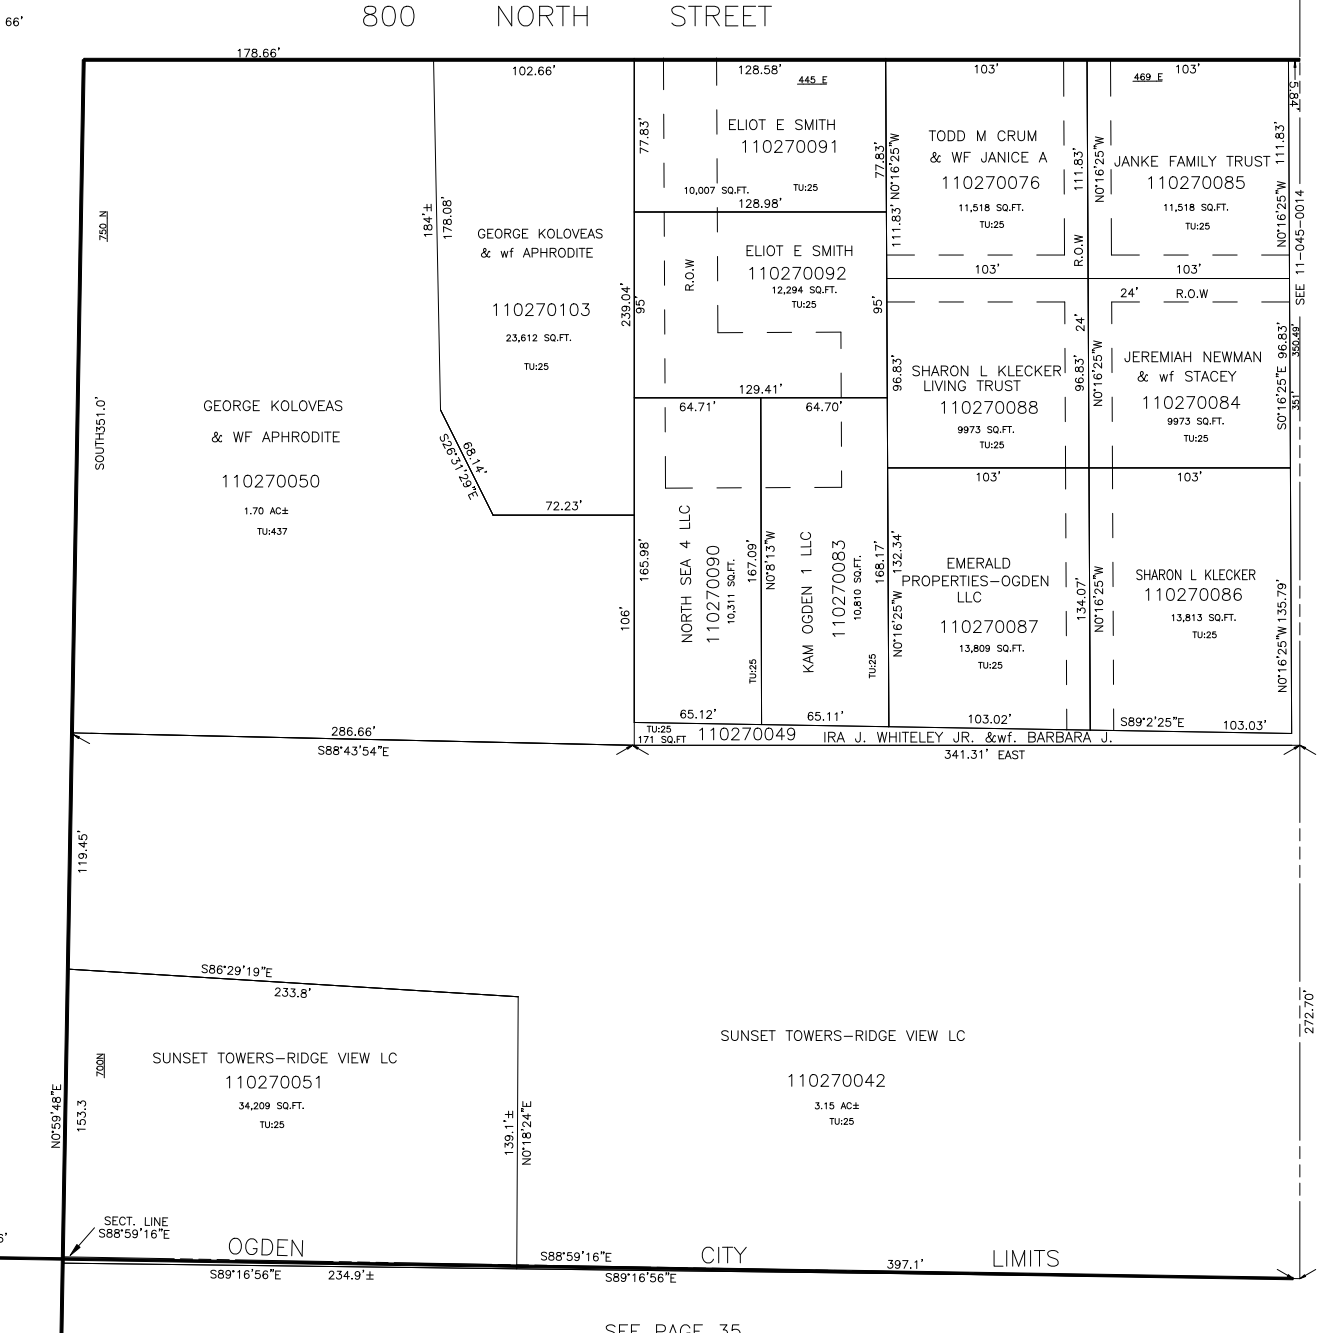 800 NORTH STREET
66'
178.66'
102.66'
128.58'
445 E
103'
469 E
103'
5.84'
77.83'
ELIOT E SMITH
110270091
10,007 SQ.FT.
TU:25
128.98'
77.83'
N0°16'25"W
111.83'
TODD M CRUM
& WF JANICE A
110270076
11,518 SQ.FT.
TU:25
103'
111.83'
R.O.W
N0°16'25"W
JANKE FAMILY TRUST
110270085
11,518 SQ.FT.
TU:25
103'
111.83'
N0°16'25"W
SEE 11-045-0014
750 N
184'±
178.08'
GEORGE KOLOVEAS
& wf APHRODITE
110270103
23,612 SQ.FT.
TU:25
239.04'
95'
R.O.W
ELIOT E SMITH
110270092
12,294 SQ.FT.
TU:25
95'
129.41'
24'
R.O.W
24'
SOUTH351.0'
GEORGE KOLOVEAS
& WF APHRODITE
110270050
1.70 AC±
TU:437
68.14'
S26°31'29"E
72.23'
64.71'
64.70'
96.83'
SHARON L KLECKER
LIVING TRUST
110270088
9973 SQ.FT.
TU:25
103'
96.83'
N0°16'25"W
JEREMIAH NEWMAN
& wf STACEY
110270084
9973 SQ.FT.
TU:25
103'
S0°16'25"E 96.83'
350.49'
351'
106'
165.98'
NORTH SEA 4 LLC
110270090
10,311 SQ.FT.
TU:25
167.09'
N0°8'13"W
KAM OGDEN 1 LLC
110270083
10,810 SQ.FT.
TU:25
168.17'
N0°16'25"W 132.34'
EMERALD
PROPERTIES-OGDEN
LLC
110270087
13,809 SQ.FT.
TU:25
134.07'
N0°16'25"W
SHARON L KLECKER
110270086
13,813 SQ.FT.
TU:25
N0°16'25"W 135.79'
65.12'
65.11'
103.02'
S89°2'25"E
103.03'
286.66'
S88°43'54"E
TU:25
171 SQ.FT
110270049
IRA J. WHITELEY JR. &wf. BARBARA J.
341.31' EAST
119.45'
S86°29'19"E
233.8'
272.70'
700N
SUNSET TOWERS-RIDGE VIEW LC
110270051
34,209 SQ.FT.
TU:25
N0°59'48"E
153.3
139.1'±
N0°18'24"E
SUNSET TOWERS-RIDGE VIEW LC
110270042
3.15 AC±
TU:25
SECT. LINE
S88°59'16"E
OGDEN CITY LIMITS
S88°59'16"E
397.1'
S89°16'56"E
234.9'±
S89°16'56"E
SEE PAGE 35